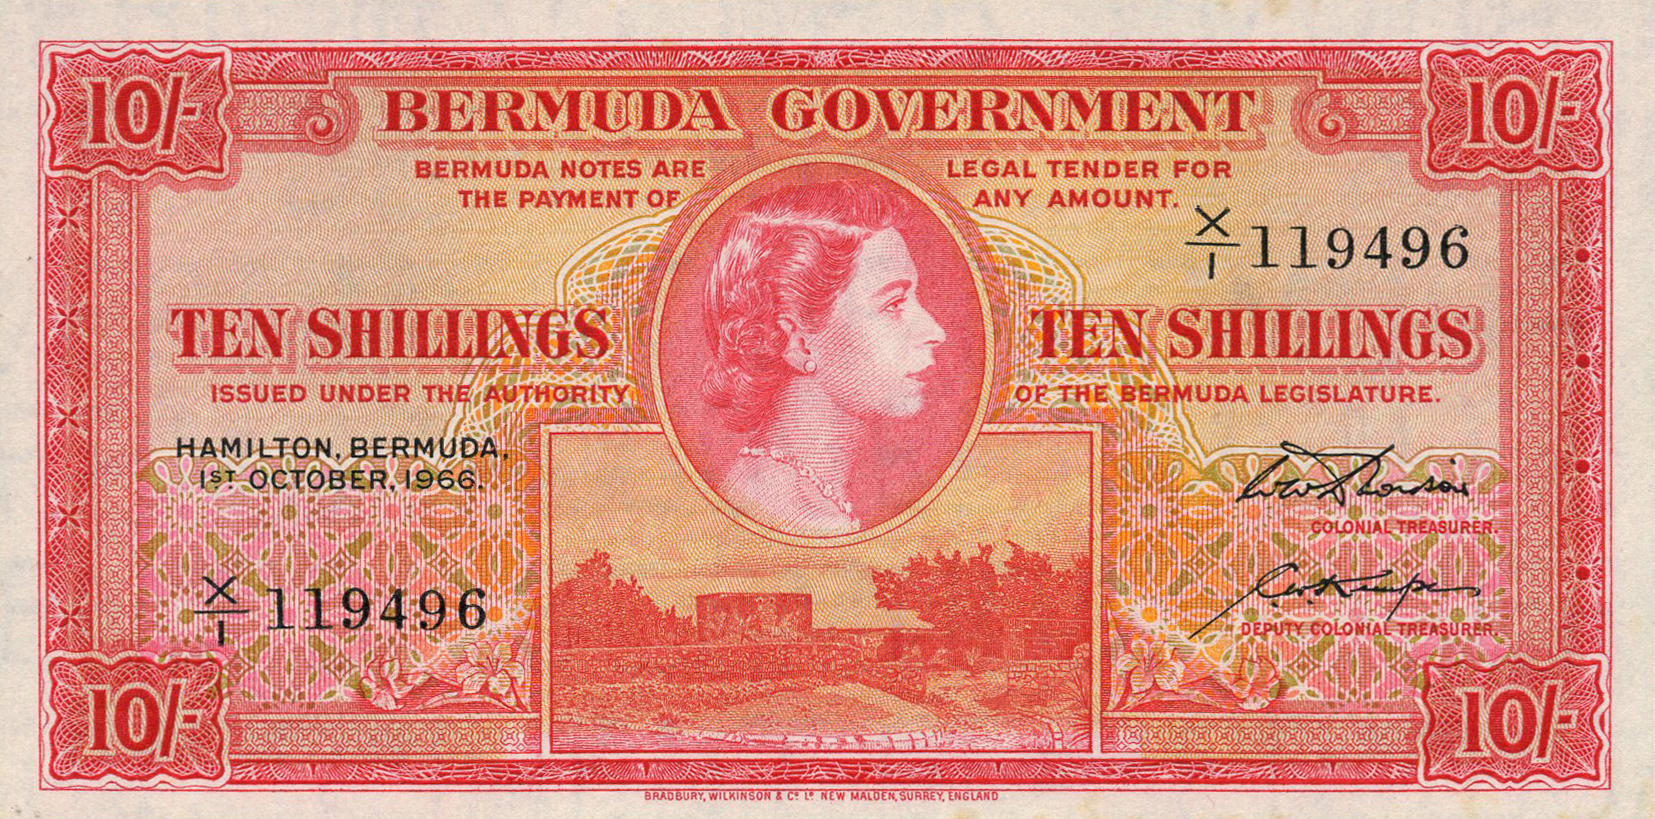 10/-
10/-
BERMUDA GOVERNMENT
BERMUDA NOTES ARE LEGAL TENDER FOR
THE PAYMENT OF ANY AMOUNT.
X/1 119496
TEN SHILLINGS
TEN SHILLINGS
ISSUED UNDER THE AUTHORITY OF THE BERMUDA LEGISLATURE.
HAMILTON, BERMUDA,
1ST OCTOBER, 1966.
COLONIAL TREASURER.
X/1 119496
DEPUTY COLONIAL TREASURER.
10/-
10/-
BRADBURY, WILKINSON & Co Ld NEW MALDEN, SURREY, ENGLAND